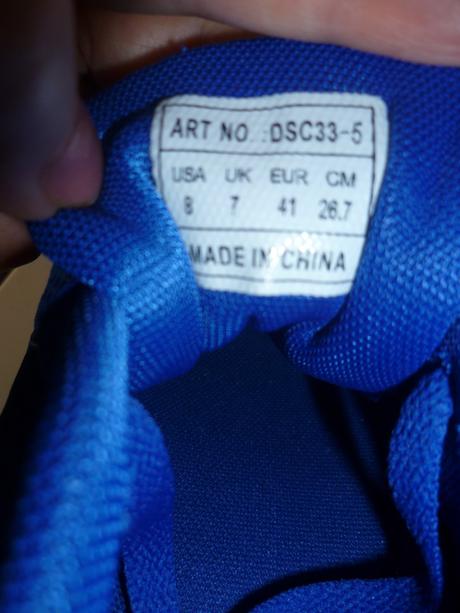 ART NO.:DSC33-5
USA UK EUR CM
8 7 41 26.7
MADE IN CHINA